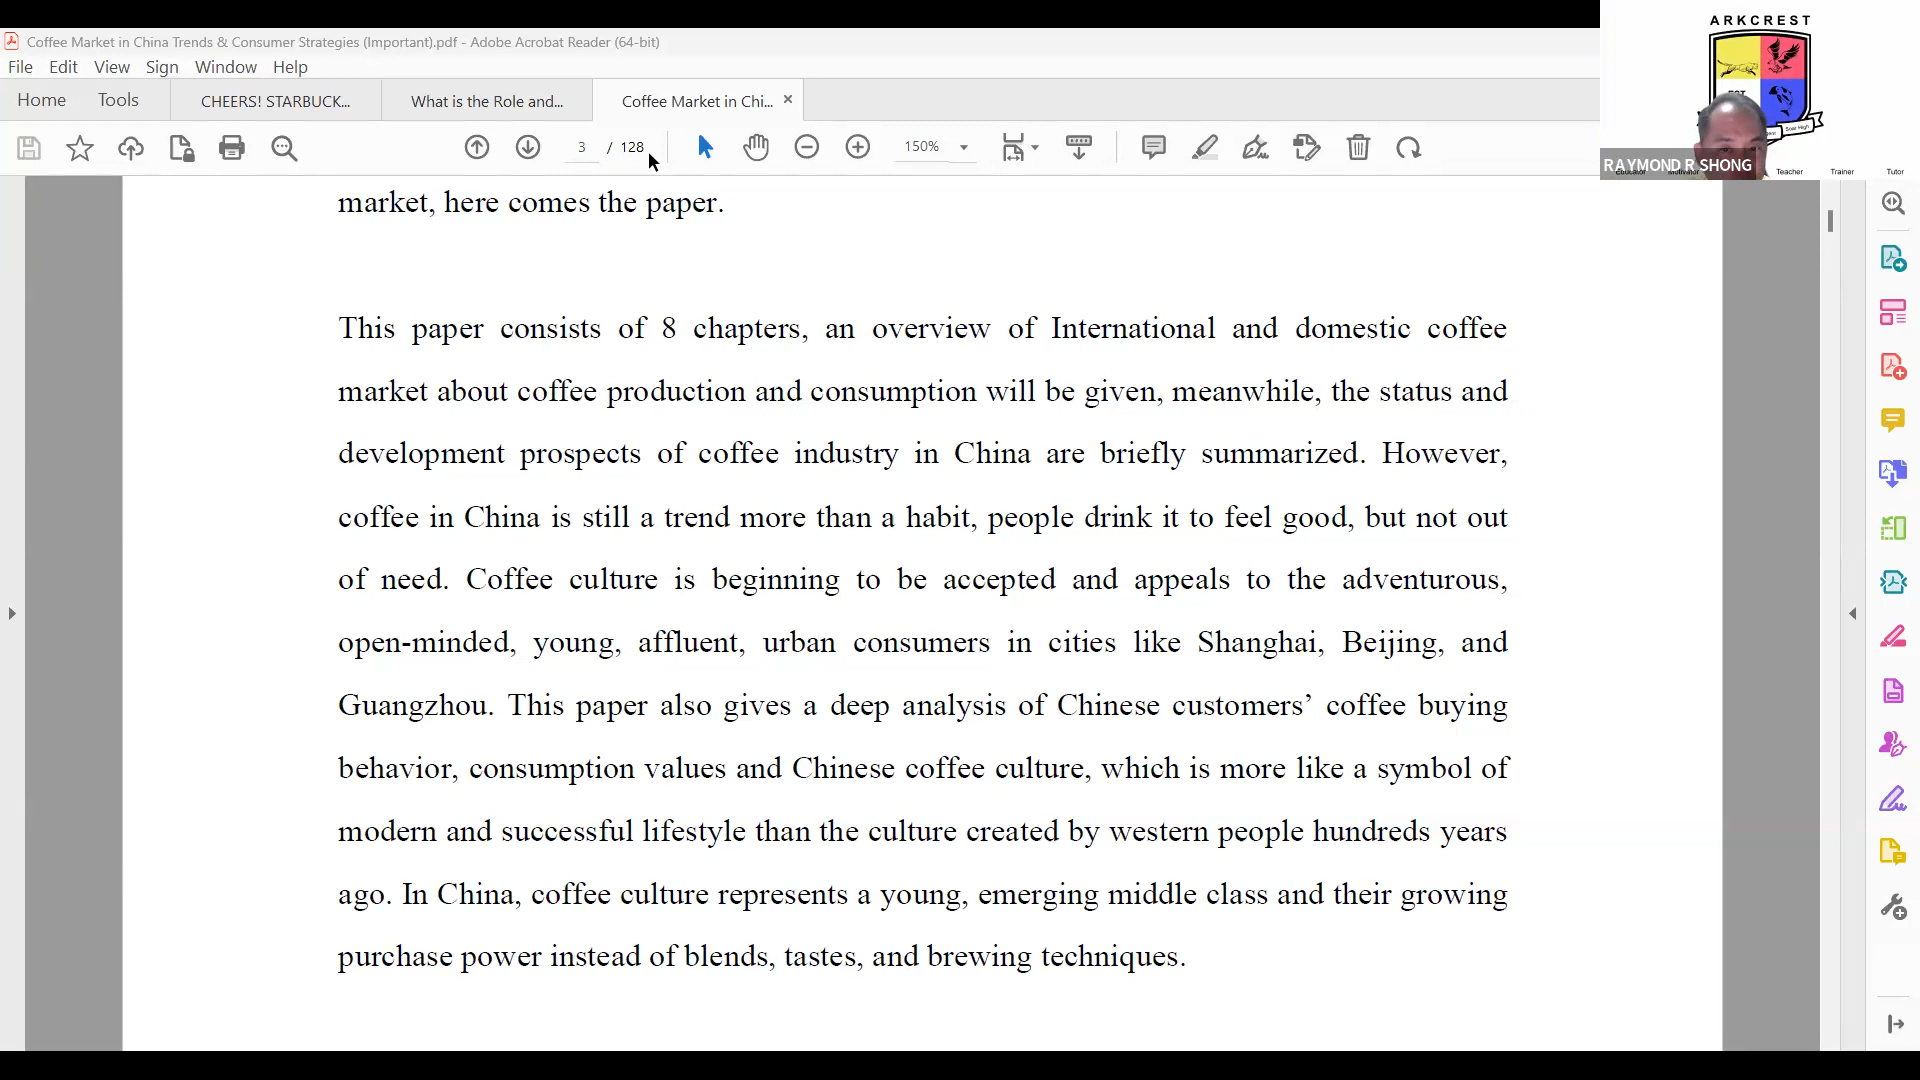 ARKCREST
Coffee Market in China Trends & Consumer Strategies (Important).pdf - Adobe Acrobat Reader (64-bit)
File Edit View Sign Window Help
Home Tools CHEERS! STARBUCK... What is the Role and... Coffee Market in Chi... ×
3 / 128 150%
RAYMOND R SHONG
Teacher Trainer Tutor
market, here comes the paper.
This paper consists of 8 chapters, an overview of International and domestic coffee
market about coffee production and consumption will be given, meanwhile, the status and
development prospects of coffee industry in China are briefly summarized. However,
coffee in China is still a trend more than a habit, people drink it to feel good, but not out
of need. Coffee culture is beginning to be accepted and appeals to the adventurous,
open-minded, young, affluent, urban consumers in cities like Shanghai, Beijing, and
Guangzhou. This paper also gives a deep analysis of Chinese customers’ coffee buying
behavior, consumption values and Chinese coffee culture, which is more like a symbol of
modern and successful lifestyle than the culture created by western people hundreds years
ago. In China, coffee culture represents a young, emerging middle class and their growing
purchase power instead of blends, tastes, and brewing techniques.